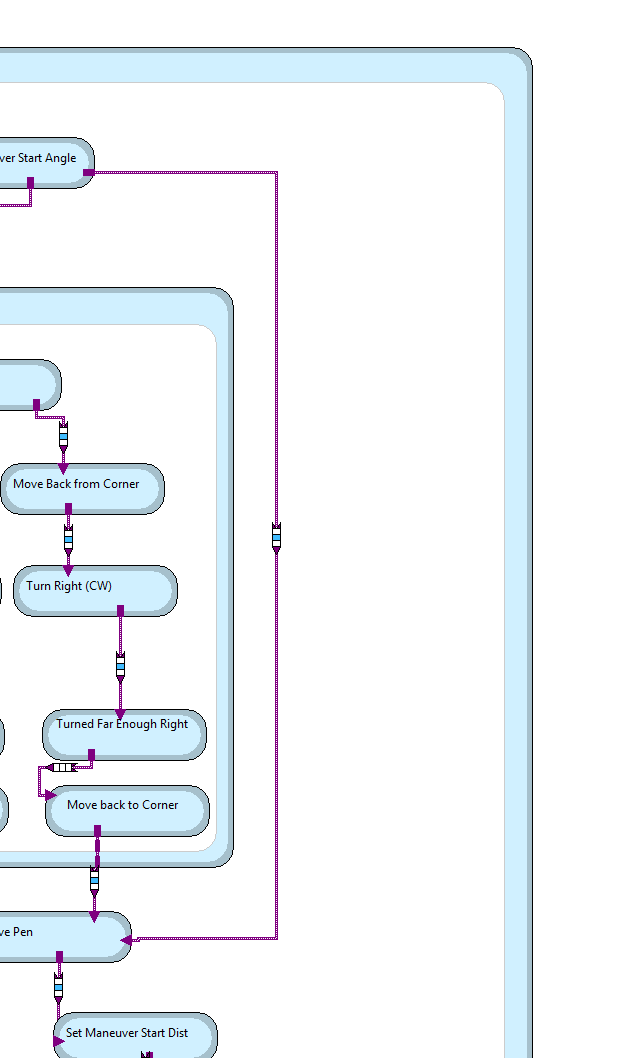 ver Start Angle
Move Back from Corner
Turn Right (CW)
Turned Far Enough Right
Move back to Corner
ve Pen
Set Maneuver Start Dist